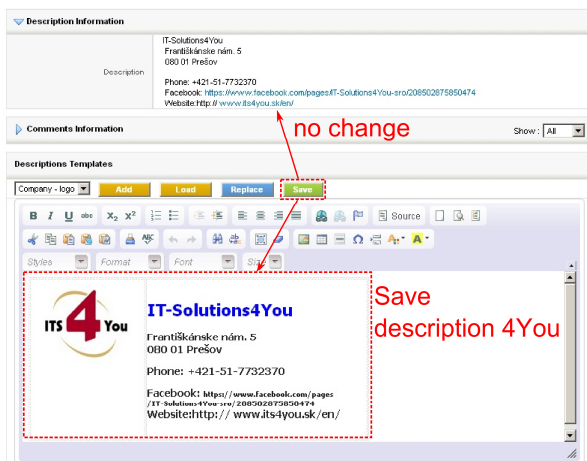 Description Information
IT-Solutions4You
Františkánske nám. 5
080 01 Prešov
Description
Phone: +421-51-7732370
Facebook: https://www.facebook.com/pages/IT-Solutions4You-sro/208502875850474
Website:http:// www.its4you.sk/en/
Comments Information
no change
Show : All
Descriptions Templates
Company - logo Add Load Replace Save
B I U abc X₂ X² Source
ABC
Styles Format Font Size
ITS 4 You
IT-Solutions4You
Františkánske nám. 5
080 01 Prešov
Phone: +421-51-7732370
Facebook: https://www.facebook.com/pages
/IT-Solutions4You-sro/208502875850474
Website:http:// www.its4you.sk/en/
Save
description 4You